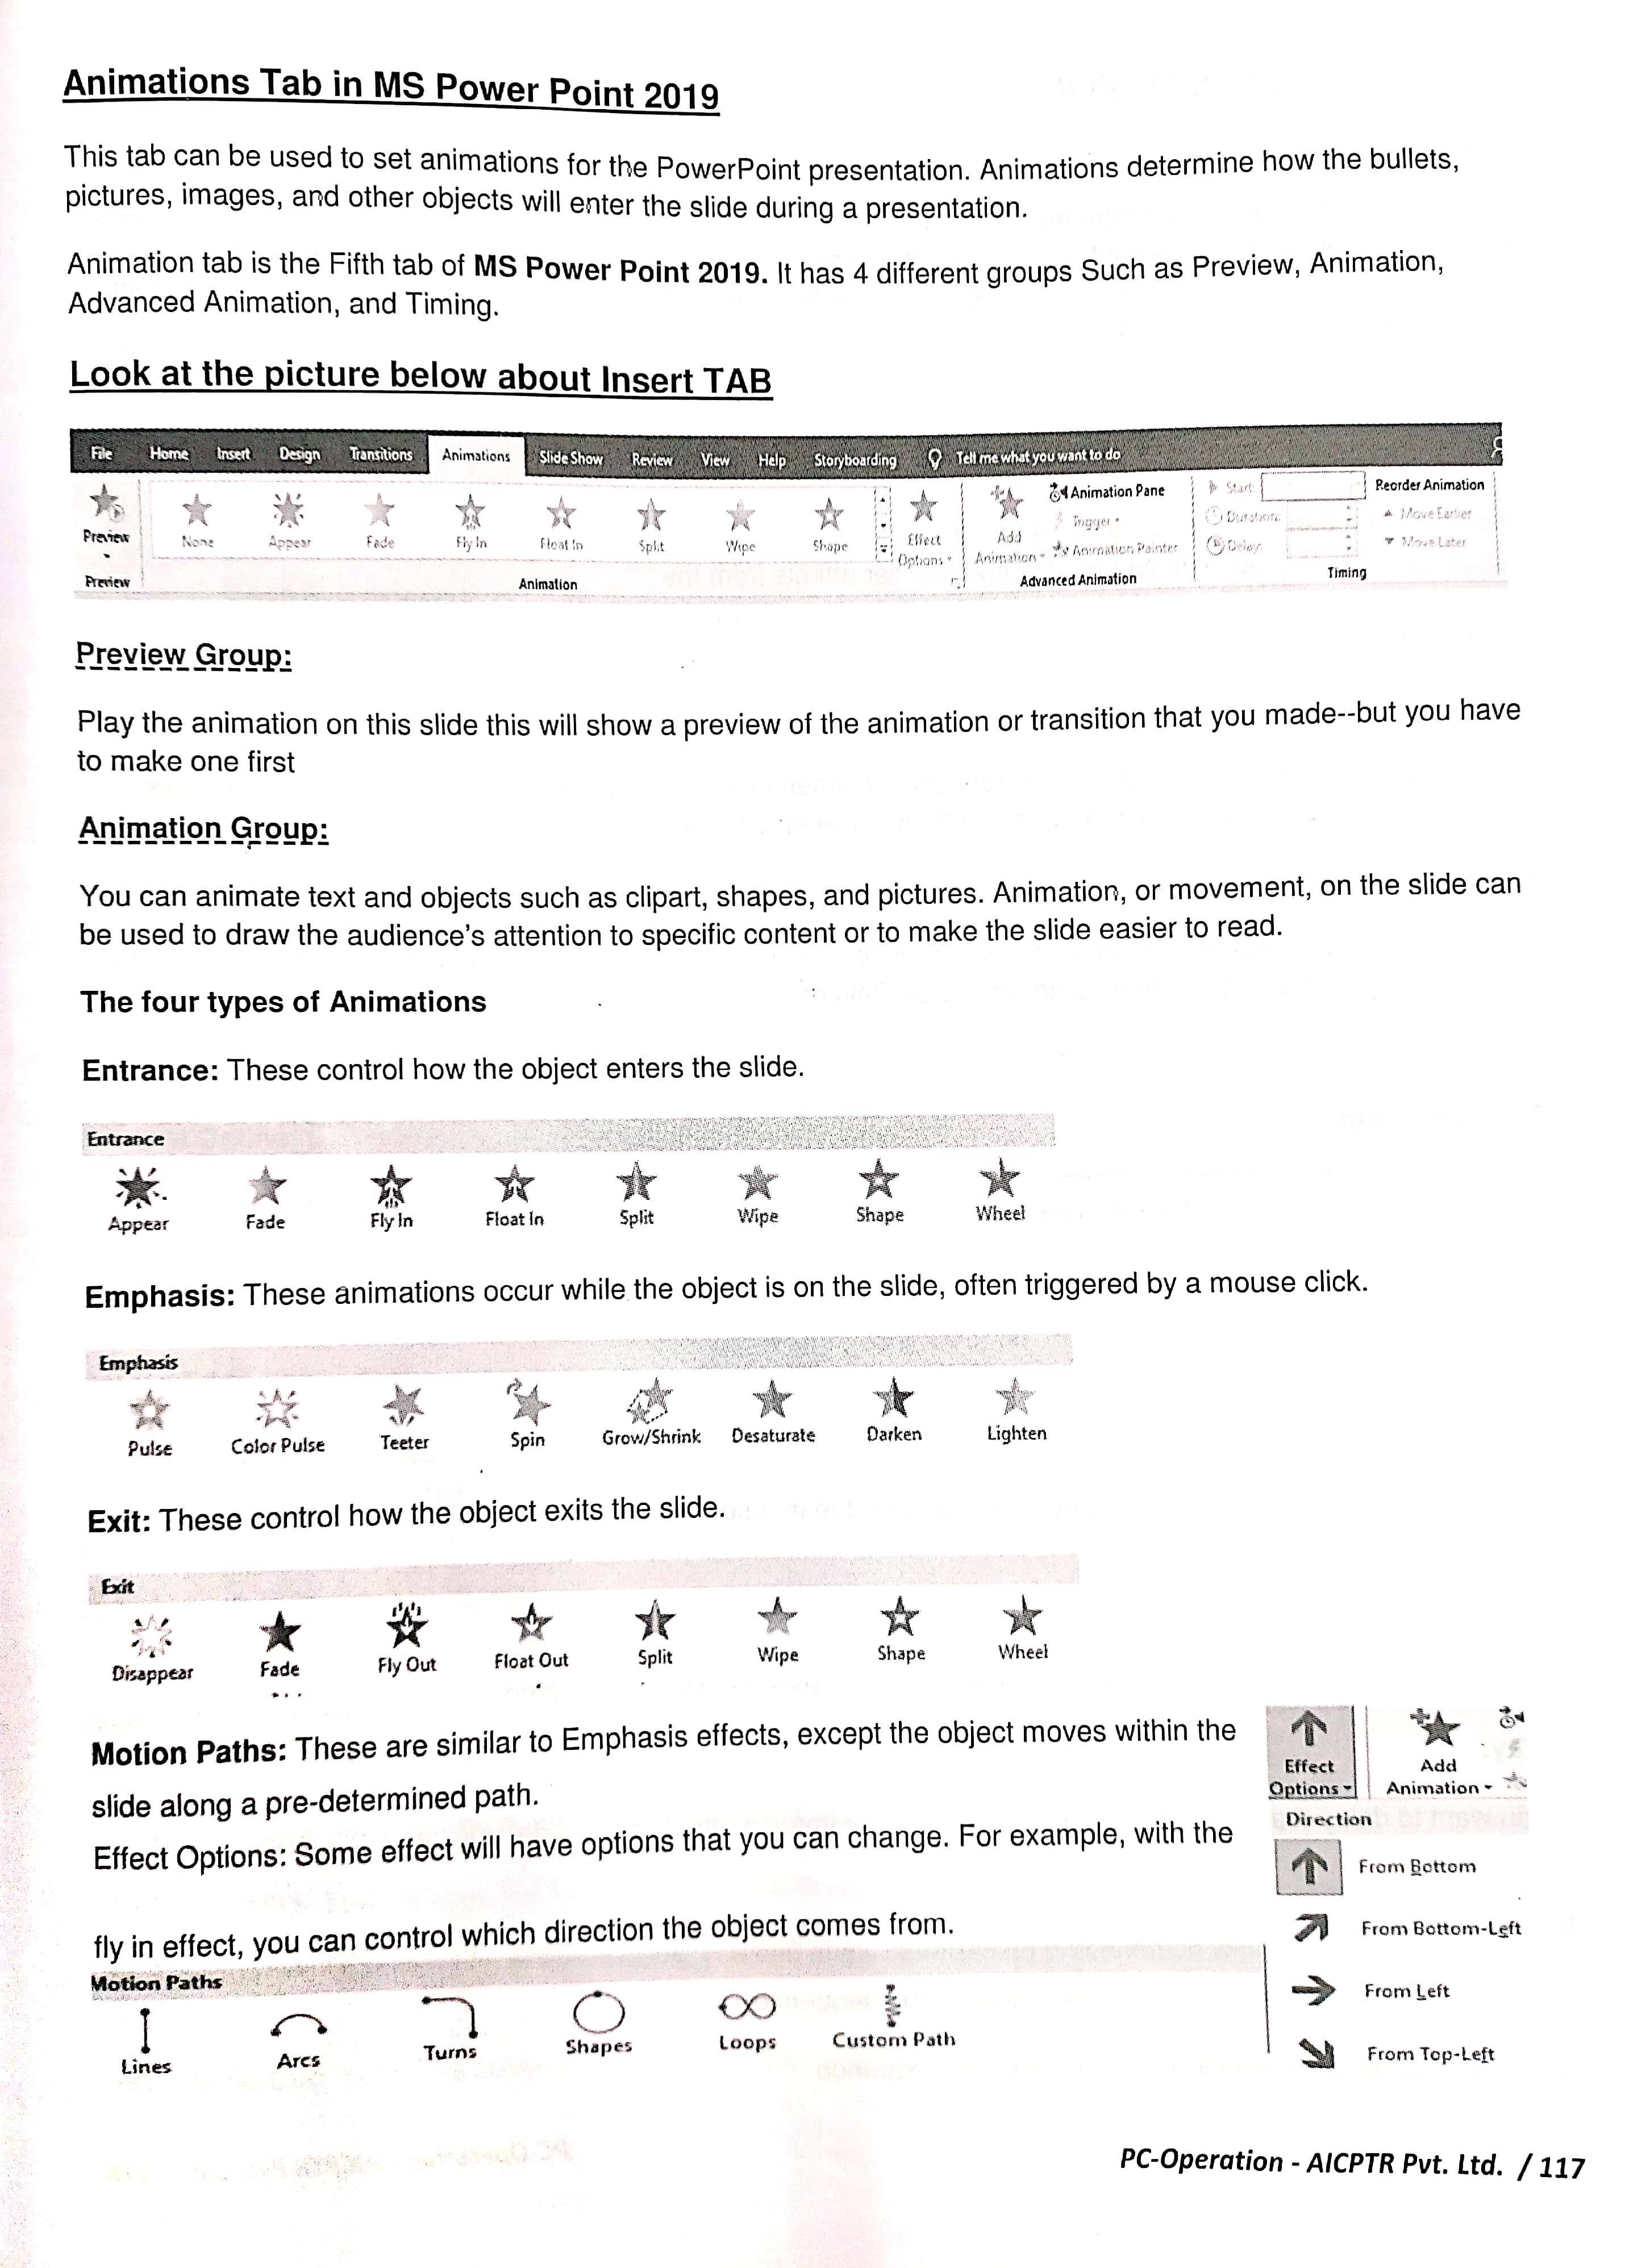 Animations Tab in MS Power Point 2019
This tab can be used to set animations for the PowerPoint presentation. Animations determine how the bullets,
pictures, images, and other objects will enter the slide during a presentation.
Animation tab is the Fifth tab of MS Power Point 2019. It has 4 different groups Such as Preview, Animation,
Advanced Animation, and Timing.
Look at the picture below about Insert TAB
File Home Insert Design Transitions Animations Slide Show Review View Help Storyboarding Tell me what you want to do
Preview None Appear Fade Fly In Float In Split Wipe Shape Effect Options Add Animation Animation Pane Trigger Animation Painter Start: Duration: Delay: Reorder Animation Move Earlier Move Later
Preview Animation Advanced Animation Timing
Preview Group:
Play the animation on this slide this will show a preview of the animation or transition that you made--but you have
to make one first
Animation Group:
You can animate text and objects such as clipart, shapes, and pictures. Animation, or movement, on the slide can
be used to draw the audience's attention to specific content or to make the slide easier to read.
The four types of Animations
Entrance: These control how the object enters the slide.
Entrance
Appear Fade Fly In Float In Split Wipe Shape Wheel
Emphasis: These animations occur while the object is on the slide, often triggered by a mouse click.
Emphasis
Pulse Color Pulse Teeter Spin Grow/Shrink Desaturate Darken Lighten
Exit: These control how the object exits the slide.
Exit
Disappear Fade Fly Out Float Out Split Wipe Shape Wheel
Motion Paths: These are similar to Emphasis effects, except the object moves within the
slide along a pre-determined path.
Effect Options: Some effect will have options that you can change. For example, with the
fly in effect, you can control which direction the object comes from.
Motion Paths
Lines Arcs Turns Shapes Loops Custom Path
Effect Add
Options Animation
Direction
From Bottom
From Bottom-Left
From Left
From Top-Left
PC-Operation - AICPTR Pvt. Ltd. / 117